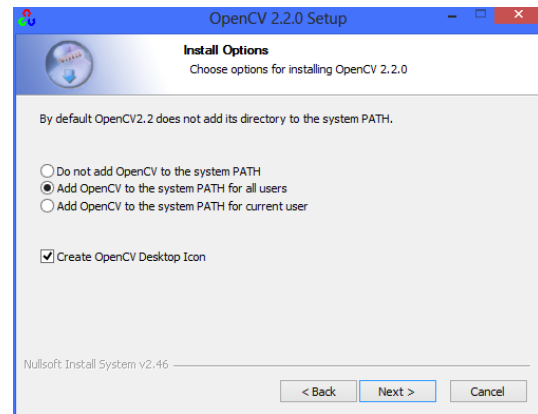 OpenCV 2.2.0 Setup
Install Options
Choose options for installing OpenCV 2.2.0
By default OpenCV2.2 does not add its directory to the system PATH.
Do not add OpenCV to the system PATH
Add OpenCV to the system PATH for all users
Add OpenCV to the system PATH for current user
Create OpenCV Desktop Icon
Nullsoft Install System v2.46
< Back Next > Cancel